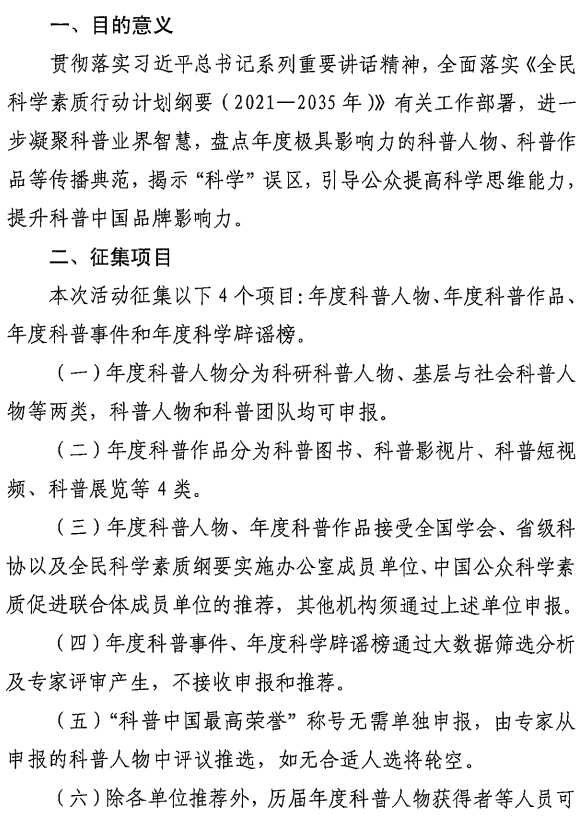 一、目的意义
贯彻落实习近平总书记系列重要讲话精神，全面落实《全民
科学素质行动计划纲要（2021—2035 年）》有关工作部署，进一
步凝聚科普业界智慧，盘点年度极具影响力的科普人物、科普作
品等传播典范，揭示“科学”误区，引导公众提高科学思维能力，
提升科普中国品牌影响力。
二、征集项目
本次活动征集以下 4 个项目：年度科普人物、年度科普作品、
年度科普事件和年度科学辟谣榜。
（一）年度科普人物分为科研科普人物、基层与社会科普人
物等两类，科普人物和科普团队均可申报。
（二）年度科普作品分为科普图书、科普影视片、科普短视
频、科普展览等 4 类。
（三）年度科普人物、年度科普作品接受全国学会、省级科
协以及全民科学素质纲要实施办公室成员单位、中国公众科学素
质促进联合体成员单位的推荐，其他机构须通过上述单位申报。
（四）年度科普事件、年度科学辟谣榜通过大数据筛选分析
及专家评审产生，不接收申报和推荐。
（五）“科普中国最高荣誉”称号无需单独申报，由专家从
申报的科普人物中评议推选，如无合适人选将轮空。
（六）除各单位推荐外，历届年度科普人物获得者等人员可